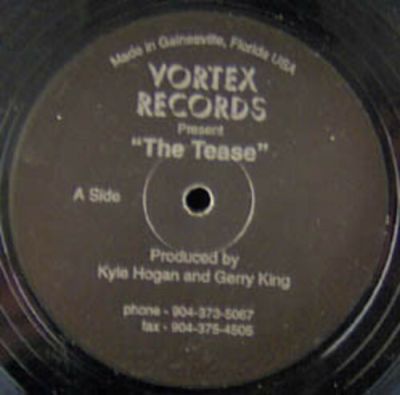 Made in Gainesville, Florida USA
VORTEX
RECORDS
Present
"The Tease"
A Side
Produced by
Kyle Hogan and Gerry King
phone - 904-373-5067
fax - 904-375-4505